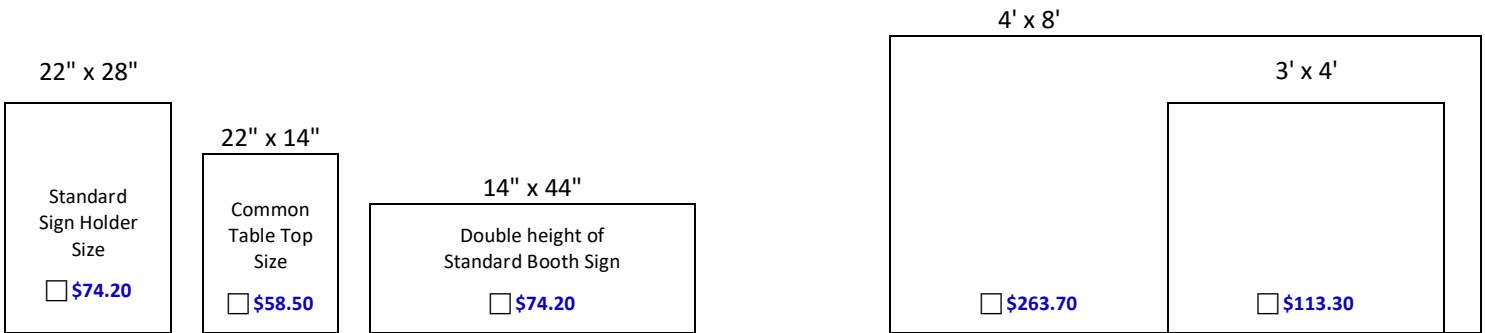 22" x 28"
Standard
Sign Holder
Size
$74.20
22" x 14"
Common
Table Top
Size
$58.50
14" x 44"
Double height of
Standard Booth Sign
$74.20
4' x 8'
$263.70
3' x 4'
$113.30